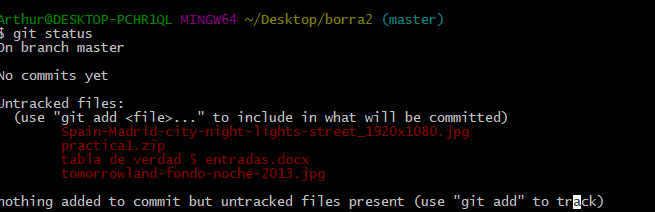 Arthur@DESKTOP-PCHR1QL MINGW64 ~/Desktop/borra2 (master)
$ git status
On branch master
No commits yet
Untracked files:
(use "git add <file>..." to include in what will be committed)
Spain-Madrid-city-night-lights-street_1920x1080.jpg
practica1.zip
tabla de verdad 5 entradas.docx
tomorrowland-fondo-noche-2013.jpg
nothing added to commit but untracked files present (use "git add" to track)